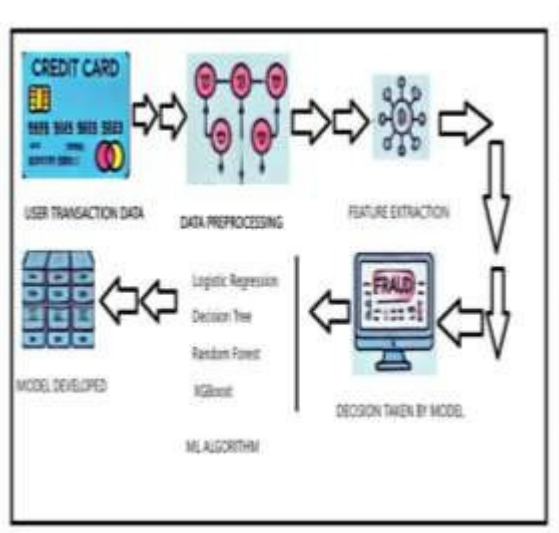 CREDIT CARD
USER TRANSACTION DATA
DATA PREPROCESSING
FEATURE EXTRACTION
FRAUD
DECISION TAKEN BY MODEL
Logistic Regression
Decision Tree
Random Forest
XGBoost
ML ALGORITHM
MODEL DEVELOPED